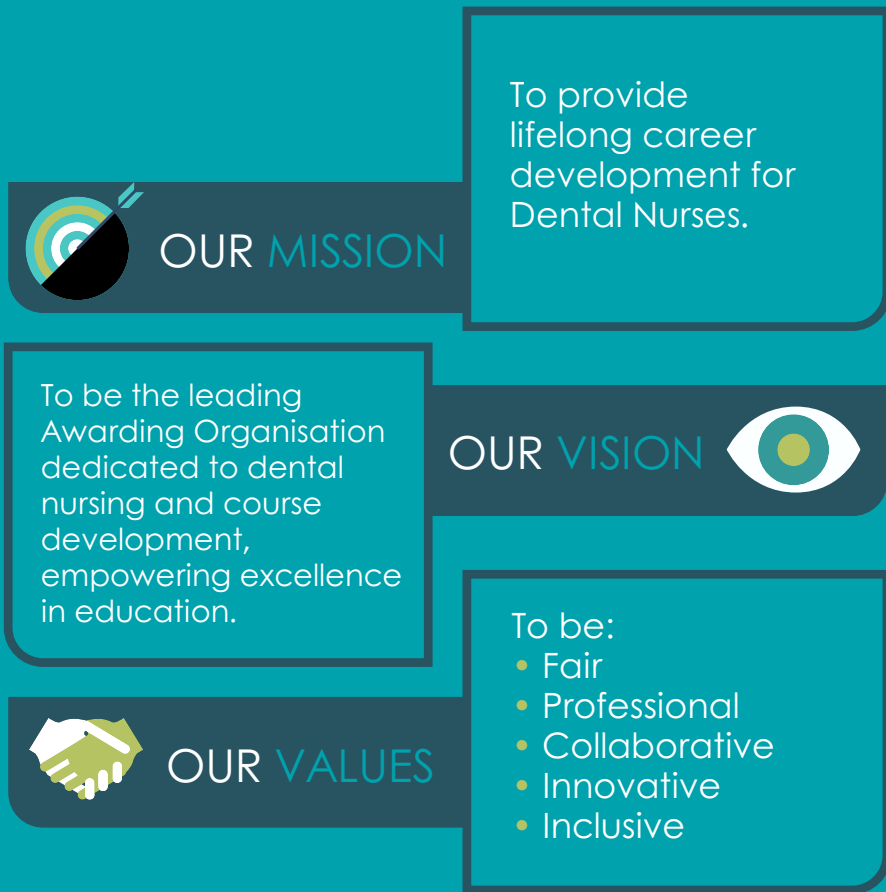 OUR MISSION
To provide
lifelong career
development for
Dental Nurses.
OUR VISION
To be the leading
Awarding Organisation
dedicated to dental
nursing and course
development,
empowering excellence
in education.
OUR VALUES
To be:
• Fair
• Professional
• Collaborative
• Innovative
• Inclusive